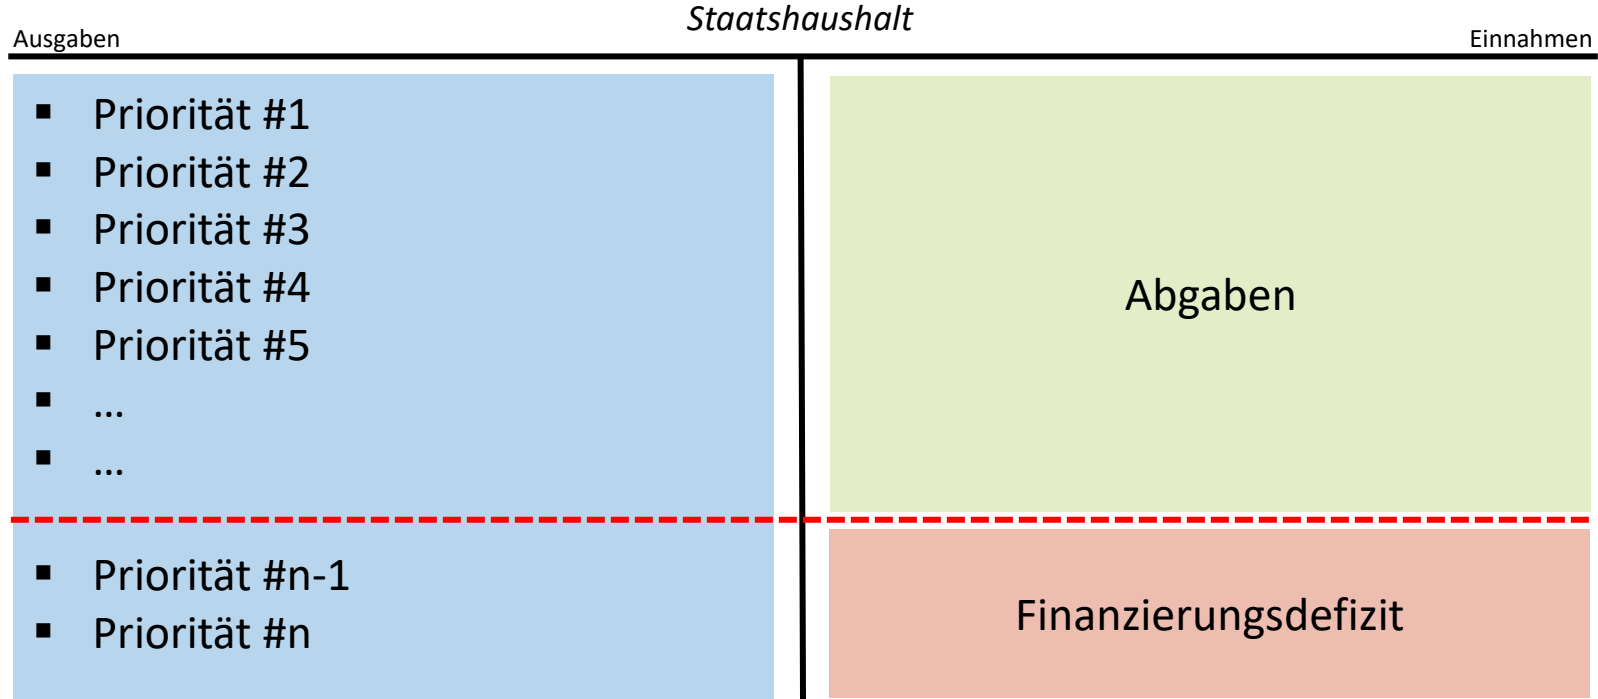 Staatshaushalt
Ausgaben
Einnahmen
▪ Priorität #1
▪ Priorität #2
▪ Priorität #3
▪ Priorität #4
▪ Priorität #5
▪ ...
▪ ...
▪ Priorität #n-1
▪ Priorität #n
Abgaben
Finanzierungsdefizit